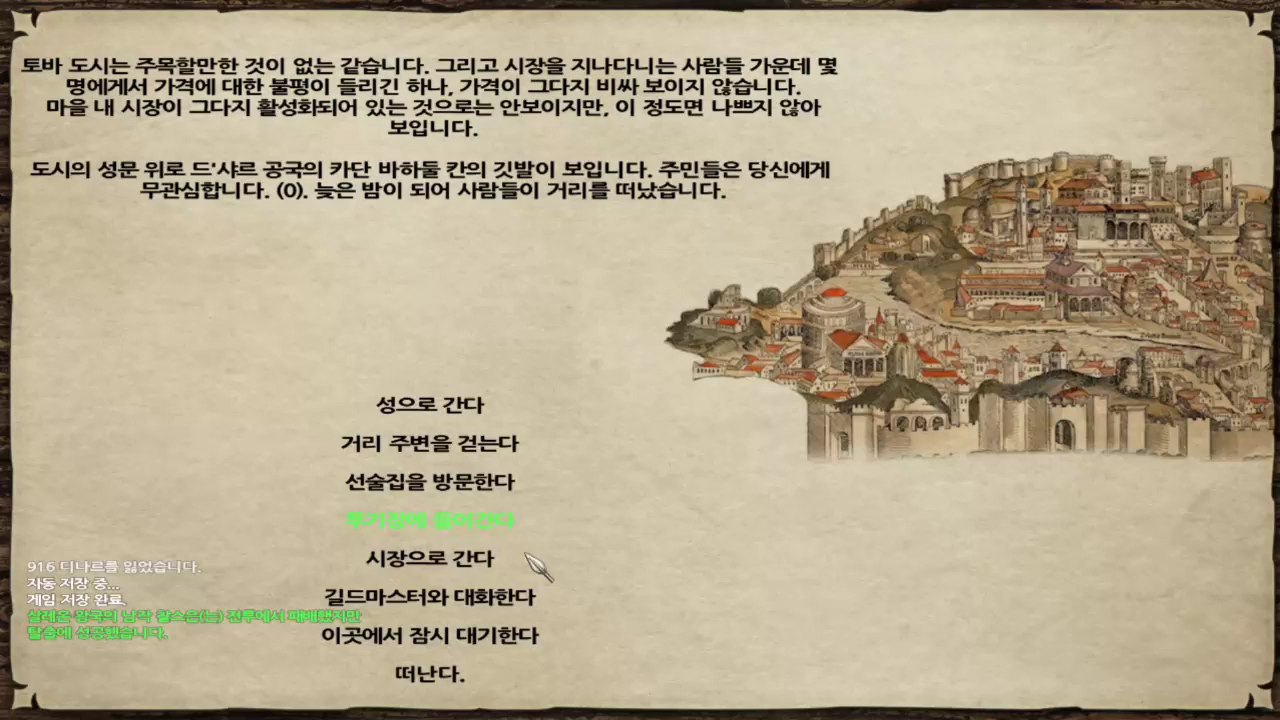 토바 도시는 주목할만한 것이 없는 같습니다. 그리고 시장을 지나다니는 사람들 가운데 몇
명에게서 가격에 대한 불평이 들리긴 하나, 가격이 그다지 비싸 보이지 않습니다.
마을 내 시장이 그다지 활성화되어 있는 것으로는 안보이지만, 이 정도면 나쁘지 않아
보입니다.
도시의 성문 위로 드'샤르 공국의 카단 바하둘 칸의 깃발이 보입니다. 주민들은 당신에게
무관심합니다. (0). 늦은 밤이 되어 사람들이 거리를 떠났습니다.
성으로 간다
거리 주변을 걷는다
선술집을 방문한다
투기장에 들어간다
시장으로 간다
길드마스터와 대화한다
이곳에서 잠시 대기한다
떠난다.
916 디나르를 잃었습니다.
자동 저장 중...
게임 저장 완료.
살레온 왕국의 남작 찰스은(는) 전투에서 패배했지만
탈출에 성공했습니다.